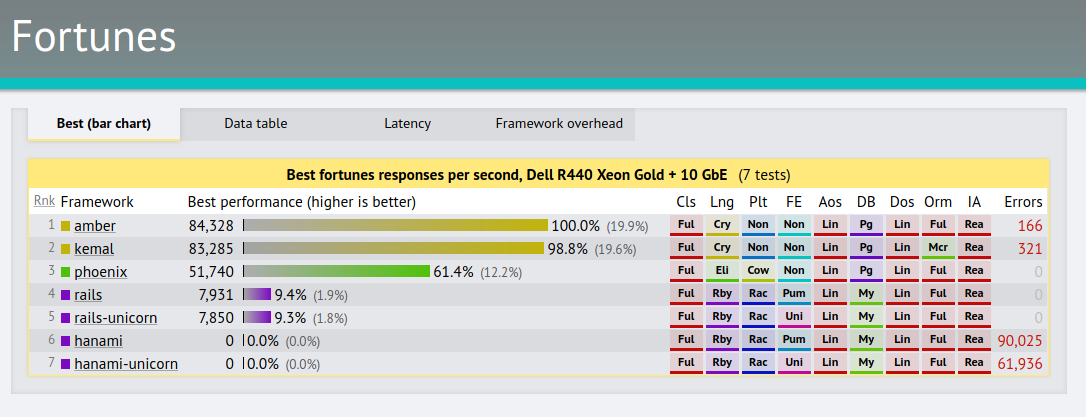 Fortunes
Best (bar chart) Data table Latency Framework overhead
Best fortunes responses per second, Dell R440 Xeon Gold + 10 GbE (7 tests)
Rnk Framework Best performance (higher is better) Cls Lng Plt FE Aos DB Dos Orm IA Errors
1 amber 84,328 100.0% (19.9%) Ful Cry Non Non Lin Pg Lin Ful Rea 166
2 kemal 83,285 98.8% (19.6%) Ful Cry Non Non Lin Pg Lin Mcr Rea 321
3 phoenix 51,740 61.4% (12.2%) Ful Eli Cow Non Lin Pg Lin Ful Rea 0
4 rails 7,931 9.4% (1.9%) Ful Rby Rac Pum Lin My Lin Ful Rea 0
5 rails-unicorn 7,850 9.3% (1.8%) Ful Rby Rac Uni Lin My Lin Ful Rea 0
6 hanami 0 0.0% (0.0%) Ful Rby Rac Pum Lin My Lin Ful Rea 90,025
7 hanami-unicorn 0 0.0% (0.0%) Ful Rby Rac Uni Lin My Lin Ful Rea 61,936